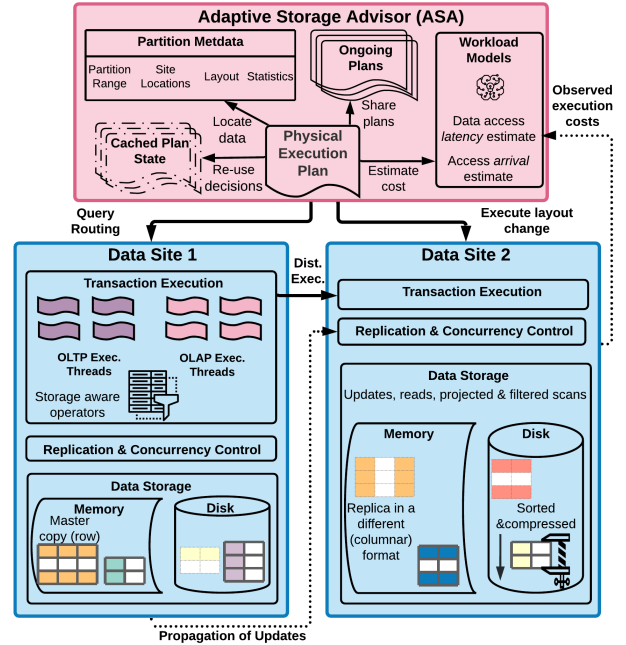 Adaptive Storage Advisor (ASA)
Partition Metdata
Partition
Range
Site
Locations
Layout
Statistics
Ongoing
Plans
Workload
Models
Data access
latency estimate
Access arrival
estimate
Observed
execution
costs
Locate
data
Share
plans
Cached Plan
State
Physical
Execution
Plan
Re-use
decisions
Estimate
cost
Query
Routing
Execute layout
change
Data Site 1
Transaction Execution
OLTP Exec.
Threads
OLAP Exec.
Threads
Storage aware
operators
Replication & Concurrency Control
Data Storage
Memory
Master
copy (row)
Disk
Dist.
Exec.
Data Site 2
Transaction Execution
Replication & Concurrency Control
Data Storage
Updates, reads, projected & filtered scans
Memory
Replica in a
different
(columnar)
format
Disk
Sorted
&compressed
Propagation of Updates